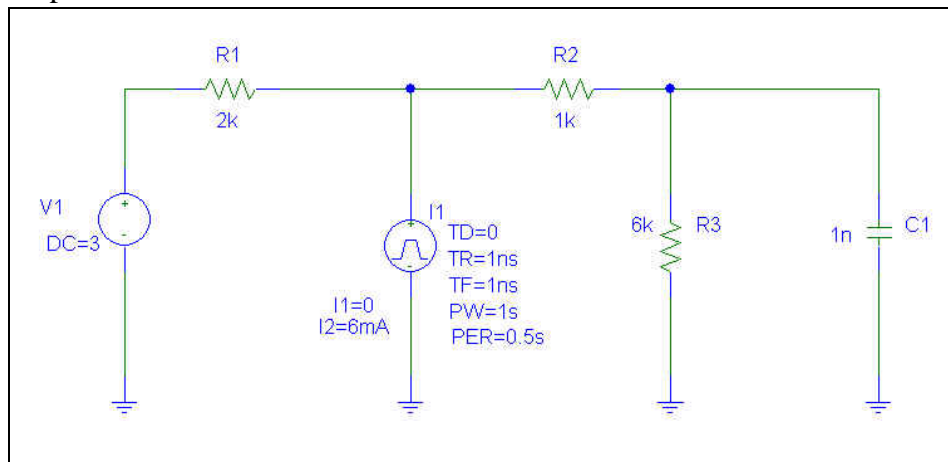 R1
2k
R2
1k
V1
+
-
DC=3
I1
+
-
TD=0
TR=1ns
TF=1ns
PW=1s
PER=0.5s
I1=0
I2=6mA
6k
R3
1n
C1